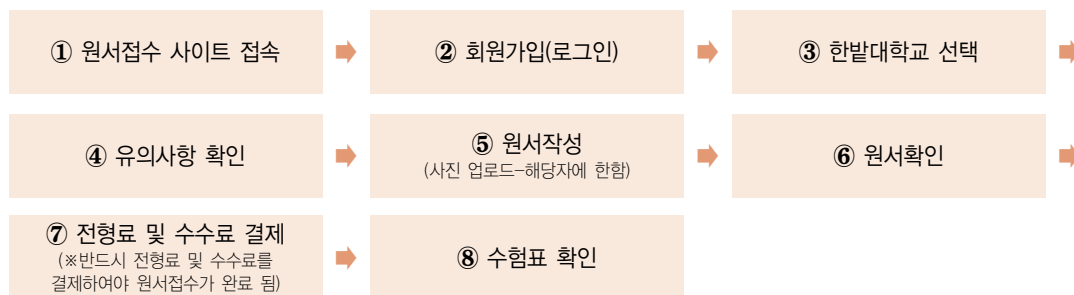 ① 원서접수 사이트 접속
② 회원가입(로그인)
③ 한밭대학교 선택
④ 유의사항 확인
⑤ 원서작성
(사진 업로드-해당자에 한함)
⑥ 원서확인
⑦ 전형료 및 수수료 결제
(※반드시 전형료 및 수수료를
결제하여야 원서접수가 완료 됨)
⑧ 수험표 확인